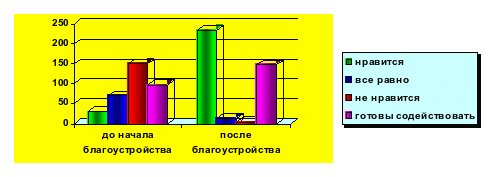 250
200
150
100
50
0
до начала
благоустройства
после
благоустройства
нравится
все равно
не нравится
готовы содействовать